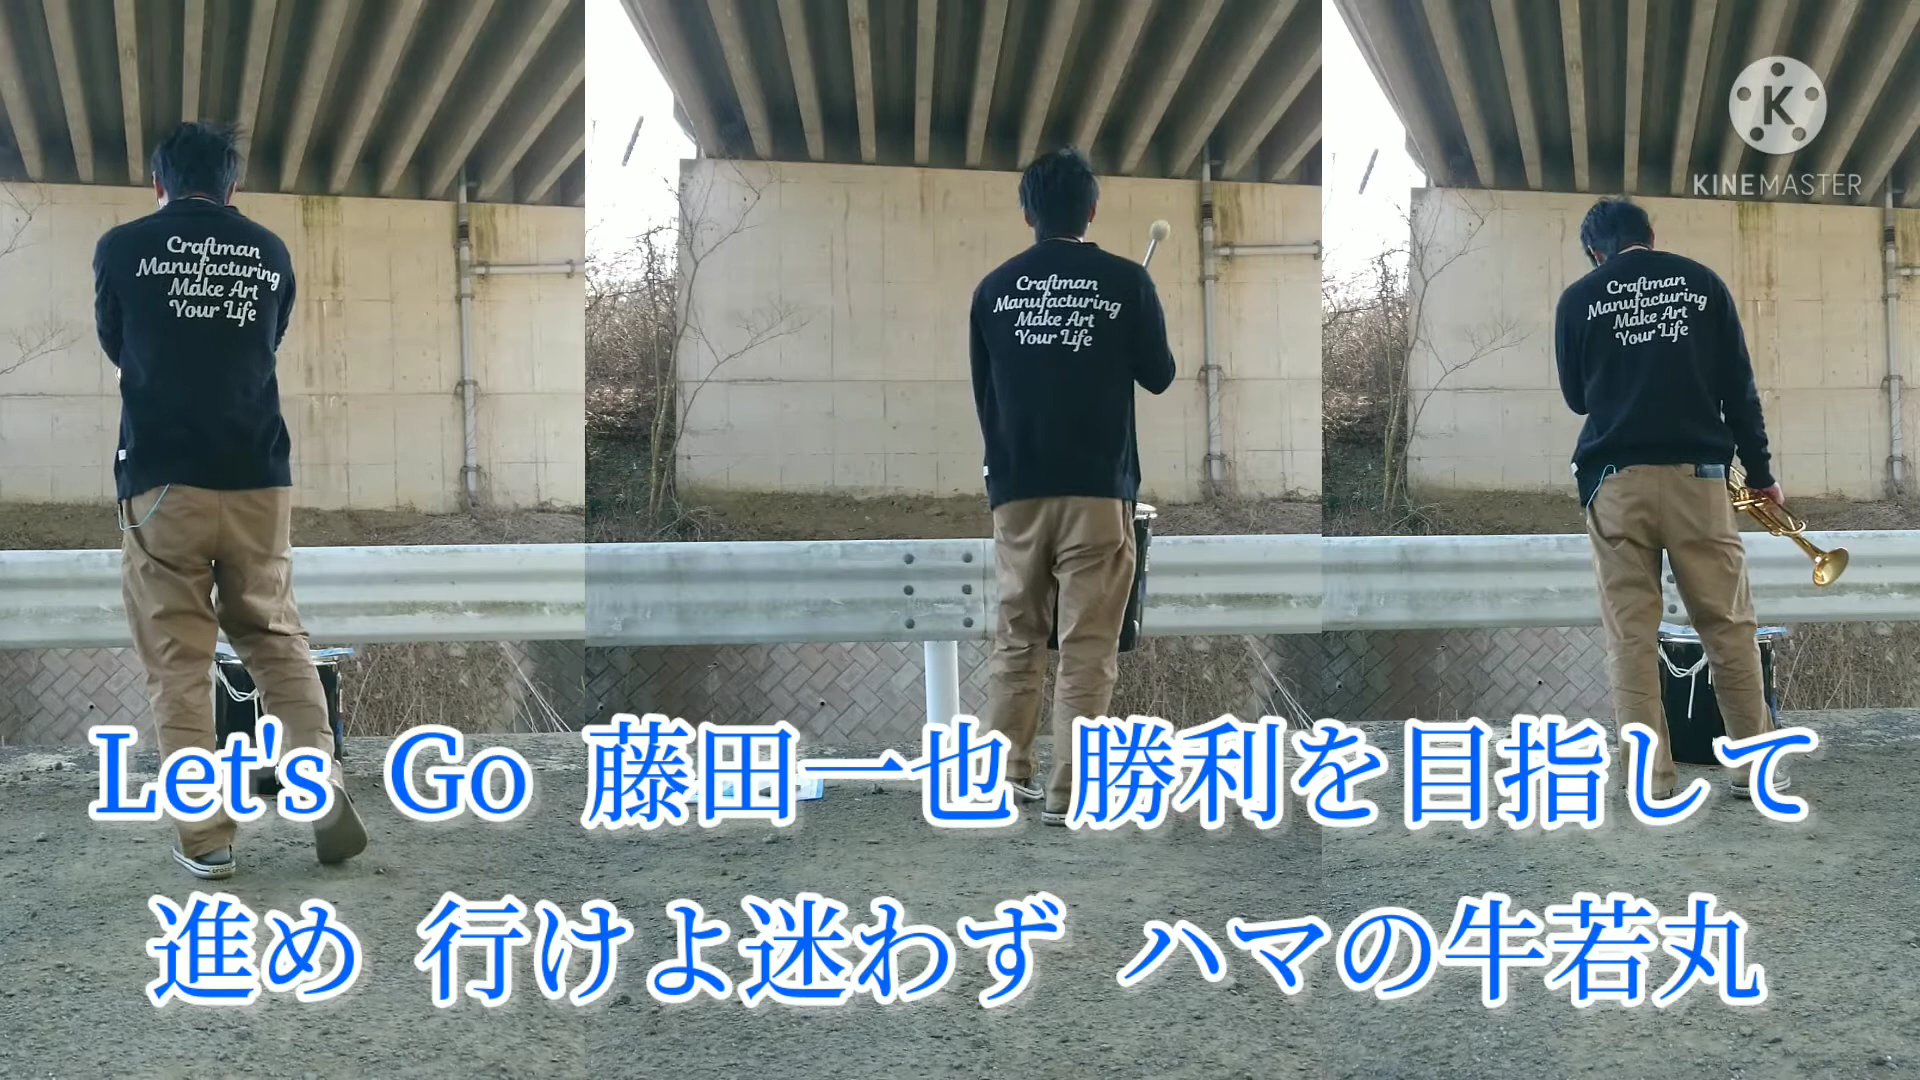 Craftman
Manufacturing
Make Art
Your Life
Craftman
Manufacturing
Make Art
Your Life
Craftman
Manufacturing
Make Art
Your Life
K
KINEMASTER
Let's Go 藤田一也 勝利を目指して
進め 行けよ迷わず ハマの牛若丸